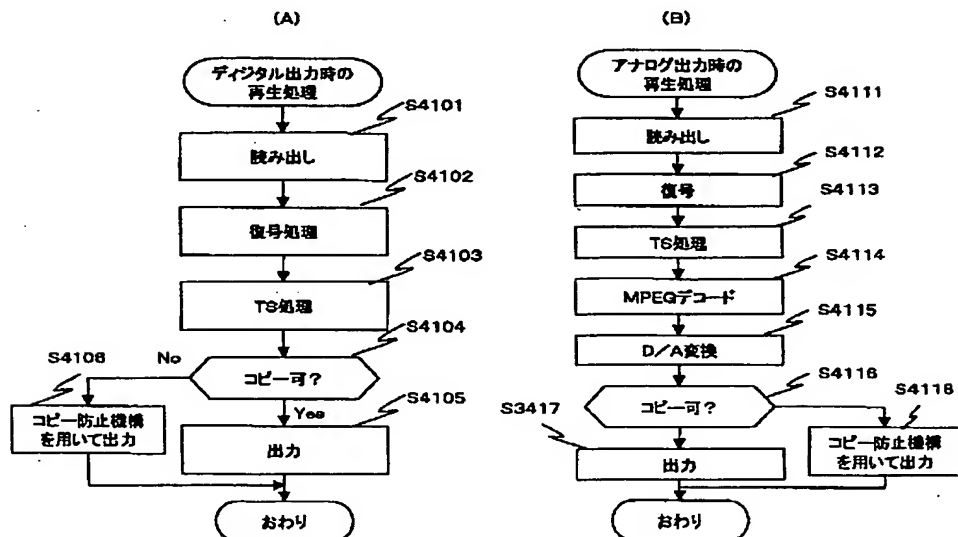 (A)
ディジタル出力時の
再生処理
S4101
読み出し
S4102
復号処理
S4103
TS処理
S4104
コピー可?
No
Yes
S4106
コピー防止機構
を用いて出力
S4105
出力
おわり
(B)
アナログ出力時の
再生処理
S4111
読み出し
S4112
復号
S4113
TS処理
S4114
MPEGデコード
S4115
D/A変換
S4116
コピー可?
S3417
出力
S4118
コピー防止機構
を用いて出力
おわり